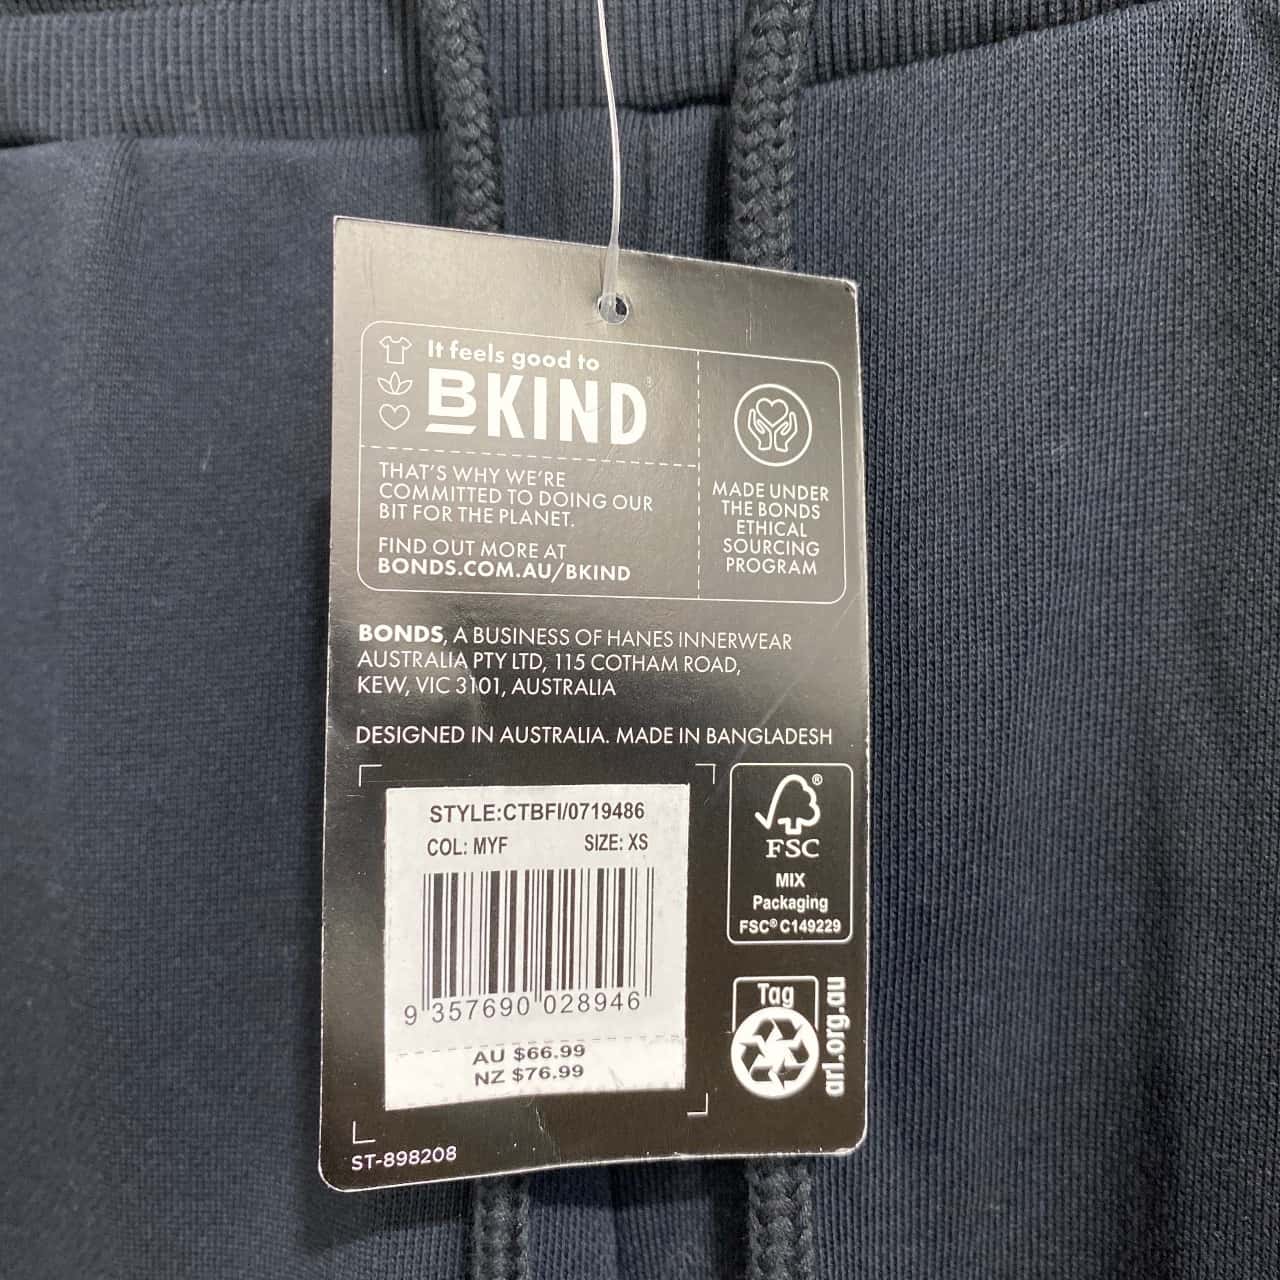 It feels good to
BKIND
THAT'S WHY WE'RE
COMMITTED TO DOING OUR
BIT FOR THE PLANET.
FIND OUT MORE AT
BONDS.COM.AU/BKIND
MADE UNDER
THE BONDS
ETHICAL
SOURCING
PROGRAM
BONDS, A BUSINESS OF HANES INNERWEAR
AUSTRALIA PTY LTD, 115 COTHAM ROAD,
KEW, VIC 3101, AUSTRALIA
DESIGNED IN AUSTRALIA. MADE IN BANGLADESH
STYLE:CTBFI/0719486
COL: MYF SIZE: XS
9 357690 028946
AU $66.99
NZ $76.99
®
FSC
MIX
Packaging
FSC® C149229
Tag
arl.org.au
ST-898208